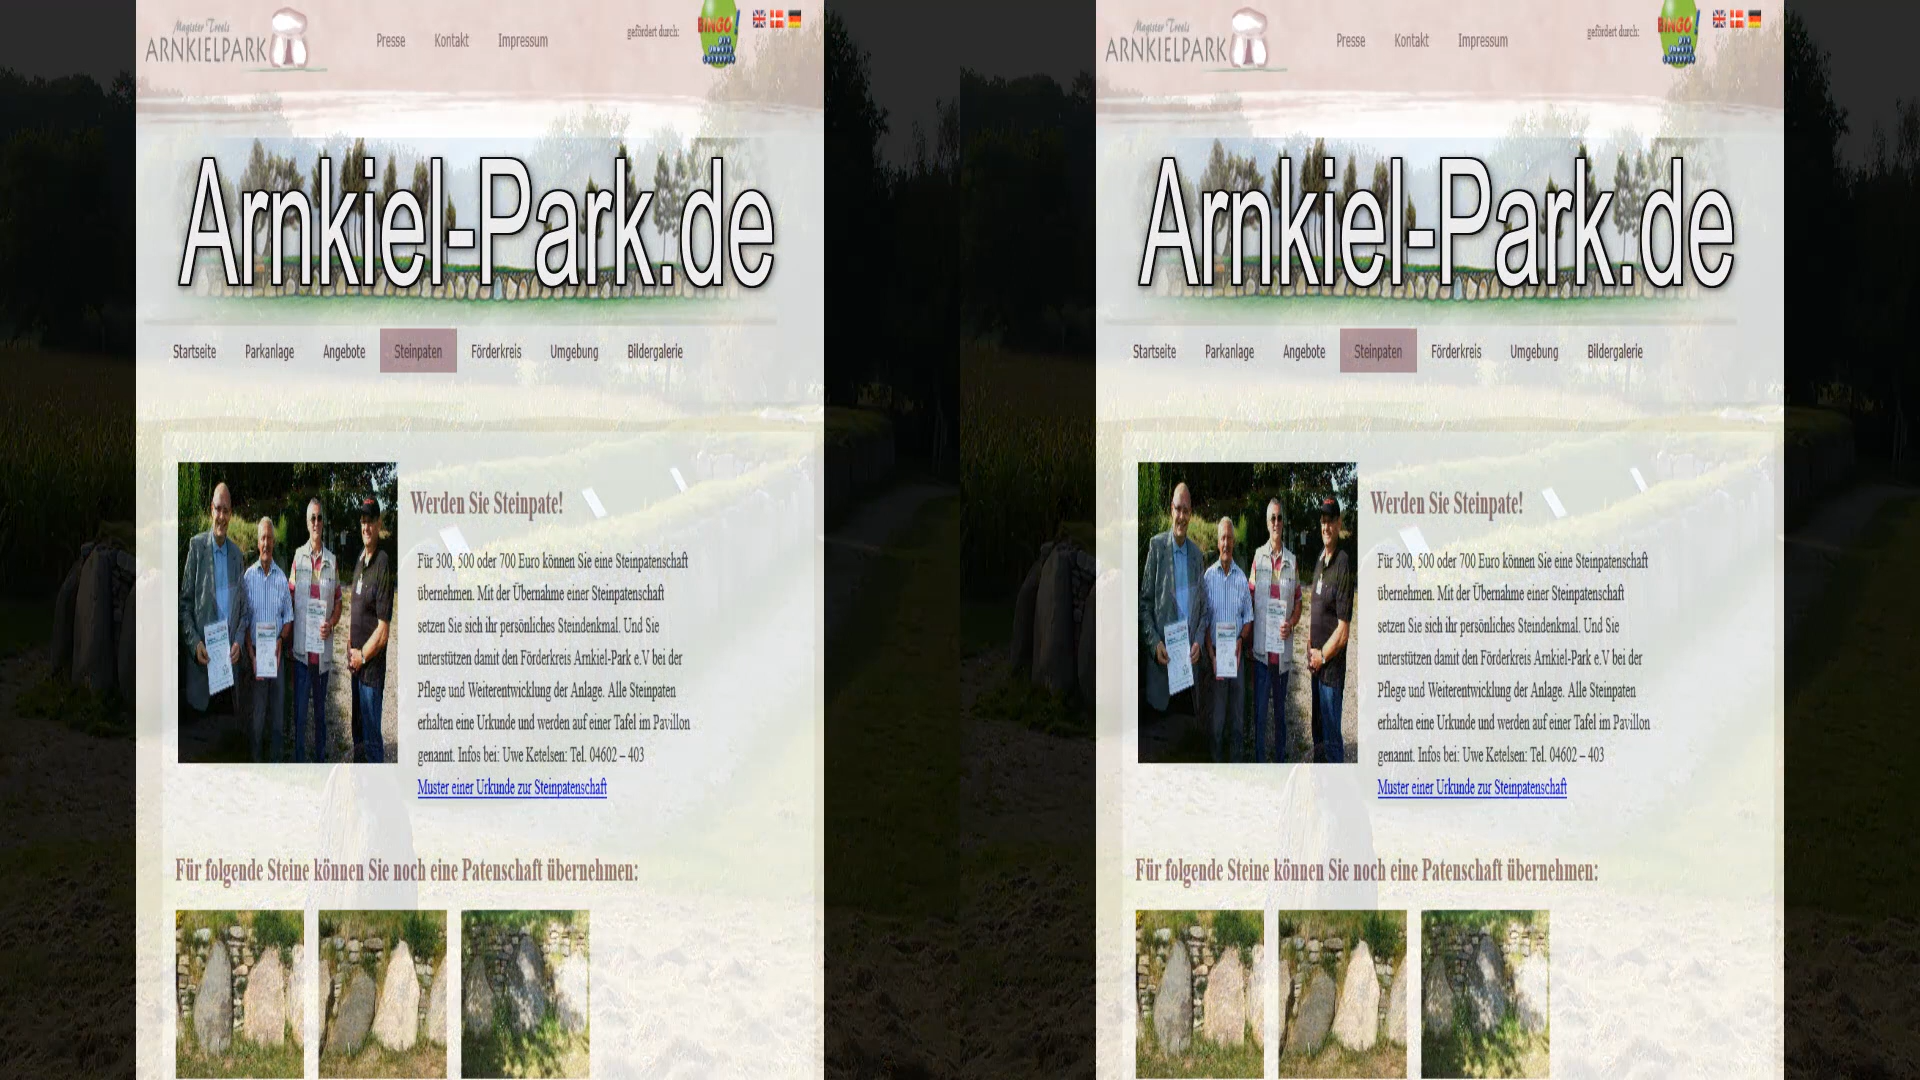 Magister Treels
ARNKIELPARK
Presse Kontakt Impressum
gefördert durch:
BINGO!
Arnkiel-Park.de
Startseite Parkanlage Angebote Steinpaten Förderkreis Umgebung Bildergalerie
Werden Sie Steinpate!
Für 300, 500 oder 700 Euro können Sie eine Steinpatenschaft
übernehmen. Mit der Übernahme einer Steinpatenschaft
setzen Sie sich ihr persönliches Steindenkmal. Und Sie
unterstützen damit den Förderkreis Arnkiel-Park e.V bei der
Pflege und Weiterentwicklung der Anlage. Alle Steinpaten
erhalten eine Urkunde und werden auf einer Tafel im Pavillon
genannt. Infos bei: Uwe Ketelsen: Tel. 04602 – 403
Muster einer Urkunde zur Steinpatenschaft
Für folgende Steine können Sie noch eine Patenschaft übernehmen:
Magister Treels
ARNKIELPARK
Presse Kontakt Impressum
gefördert durch:
BINGO!
Arnkiel-Park.de
Startseite Parkanlage Angebote Steinpaten Förderkreis Umgebung Bildergalerie
Werden Sie Steinpate!
Für 300, 500 oder 700 Euro können Sie eine Steinpatenschaft
übernehmen. Mit der Übernahme einer Steinpatenschaft
setzen Sie sich ihr persönliches Steindenkmal. Und Sie
unterstützen damit den Förderkreis Arnkiel-Park e.V bei der
Pflege und Weiterentwicklung der Anlage. Alle Steinpaten
erhalten eine Urkunde und werden auf einer Tafel im Pavillon
genannt. Infos bei: Uwe Ketelsen: Tel. 04602 – 403
Muster einer Urkunde zur Steinpatenschaft
Für folgende Steine können Sie noch eine Patenschaft übernehmen: